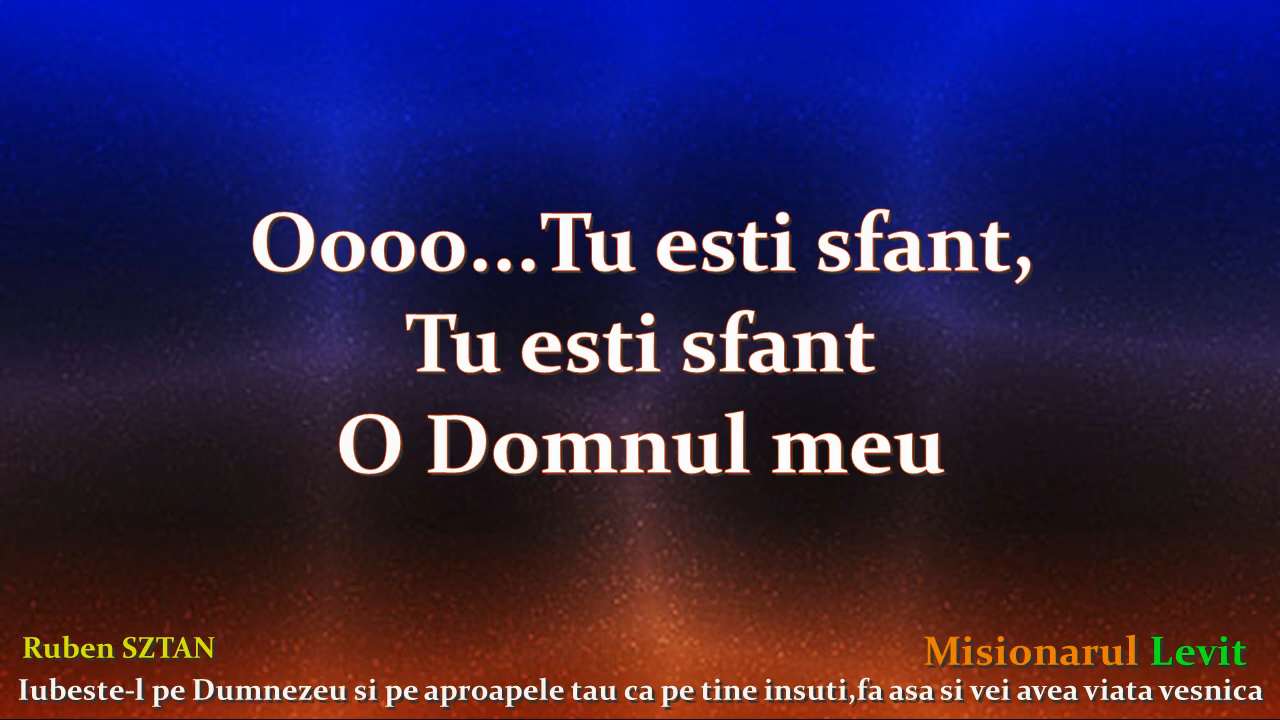 Oooo...Tu esti sfant,
Tu esti sfant
O Domnul meu
Ruben SZTAN
Misionarul Levit
Iubeste-l pe Dumnezeu si pe aproapele tau ca pe tine insuti,fa asa si vei avea viata vesnica